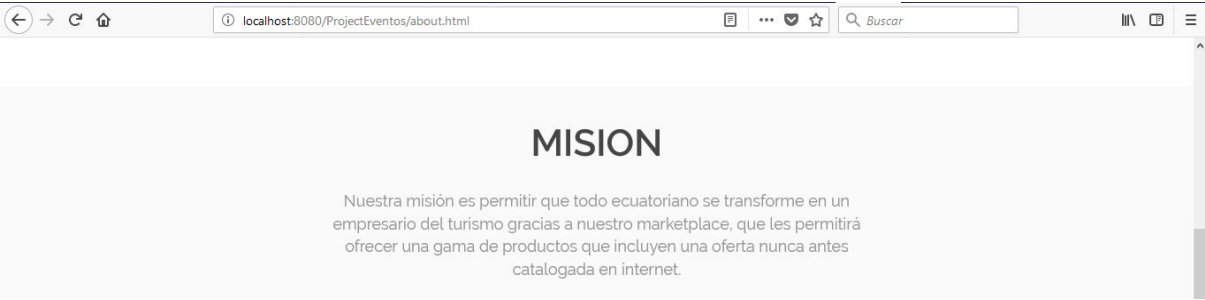 localhost:8080/ProjectEventos/about.html
Buscar
MISION
Nuestra misión es permitir que todo ecuatoriano se transforme en un
empresario del turismo gracias a nuestro marketplace, que les permitirá
ofrecer una gama de productos que incluyen una oferta nunca antes
catalogada en internet.